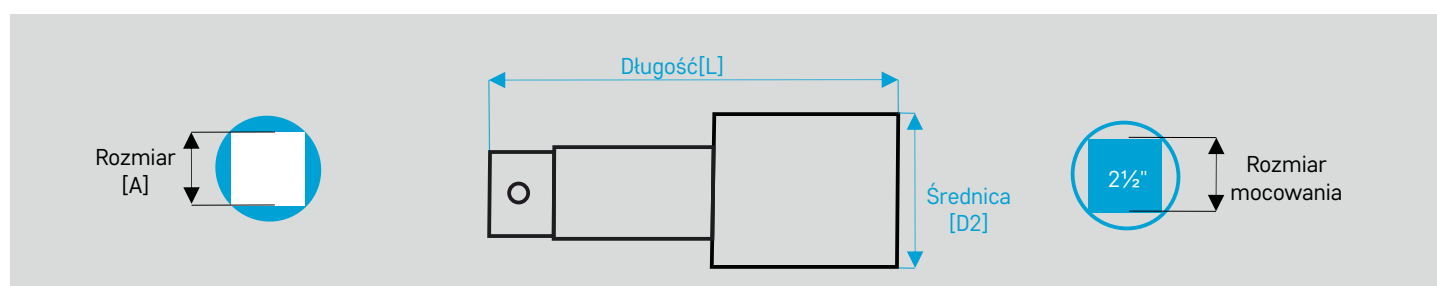 Długość[L]
Rozmiar
[A]
Średnica
[D2]
2½"
Rozmiar
mocowania